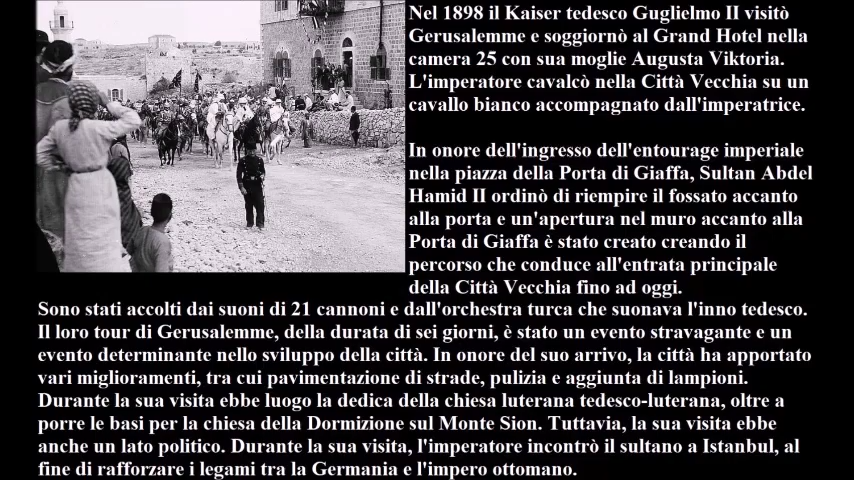 Nel 1898 il Kaiser tedesco Guglielmo II visitò
Gerusalemme e soggiornò al Grand Hotel nella
camera 25 con sua moglie Augusta Viktoria.
L'imperatore cavalcò nella Città Vecchia su un
cavallo bianco accompagnato dall'imperatrice.
In onore dell'ingresso dell'entourage imperiale
nella piazza della Porta di Giaffa, Sultan Abdel
Hamid II ordinò di riempire il fossato accanto
alla porta e un'apertura nel muro accanto alla
Porta di Giaffa è stato creato creando il
percorso che conduce all'entrata principale
della Città Vecchia fino ad oggi.
Sono stati accolti dai suoni di 21 cannoni e dall'orchestra turca che suonava l'inno tedesco.
Il loro tour di Gerusalemme, della durata di sei giorni, è stato un evento stravagante e un
evento determinante nello sviluppo della città. In onore del suo arrivo, la città ha apportato
vari miglioramenti, tra cui pavimentazione di strade, pulizia e aggiunta di lampioni.
Durante la sua visita ebbe luogo la dedica della chiesa luterana tedesco-luterana, oltre a
porre le basi per la chiesa della Dormizione sul Monte Sion. Tuttavia, la sua visita ebbe
anche un lato politico. Durante la sua visita, l'imperatore incontrò il sultano a Istanbul, al
fine di rafforzare i legami tra la Germania e l'impero ottomano.